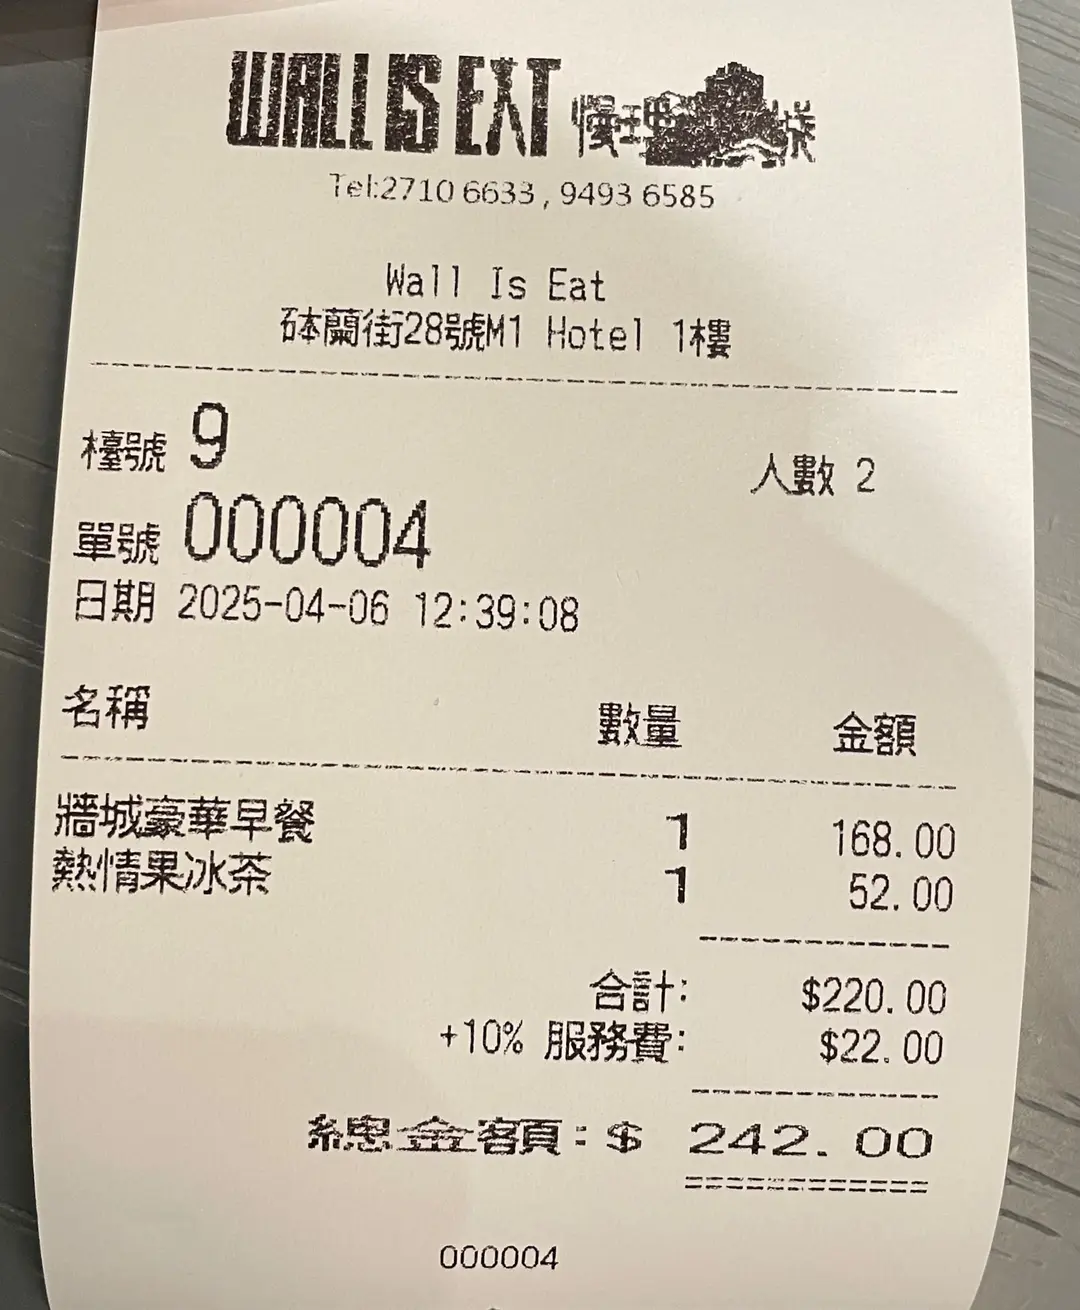 WALL IS EAT 慢
Tel:2710 6633 , 9493 6585
Wall Is Eat
砵蘭街28號M1 Hotel 1樓
檯號 9 人數 2
單號 000004
日期 2025-04-06 12:39:08
名稱 數量 金額
牆城豪華早餐 1 168.00
熱情果冰茶 1 52.00
合計: $220.00
+10% 服務費: $22.00
總金額:$ 242.00
000004